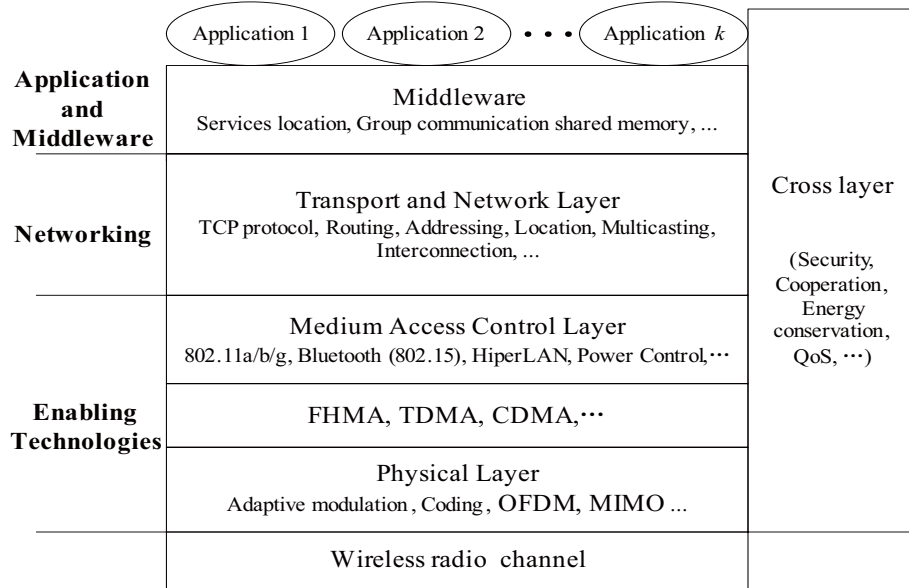 Application 1
Application 2
• • •
Application k
Application
and
Middleware
Middleware
Services location, Group communication shared memory, ...
Networking
Transport and Network Layer
TCP protocol, Routing, Addressing, Location, Multicasting,
Interconnection, ...
Enabling
Technologies
Medium Access Control Layer
802.11a/b/g, Bluetooth (802.15), HiperLAN, Power Control,···
FHMA, TDMA, CDMA,···
Physical Layer
Adaptive modulation, Coding, OFDM, MIMO ...
Wireless radio channel
Cross layer
(Security,
Cooperation,
Energy
conservation,
QoS, ···)